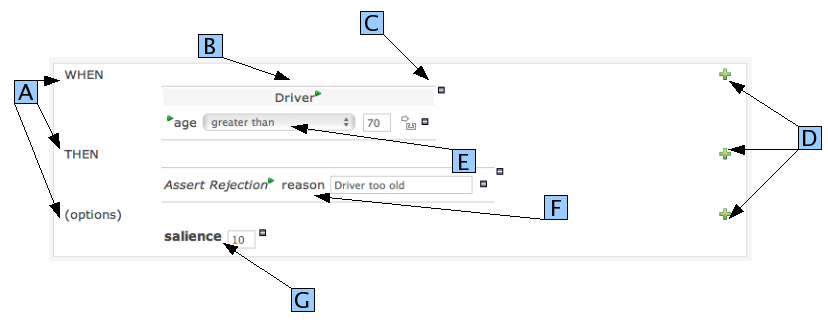 C
B
WHEN
A
Driver
age greater than 70
D
THEN
E
Assert Rejection reason Driver too old
F
(options)
salience 10
G